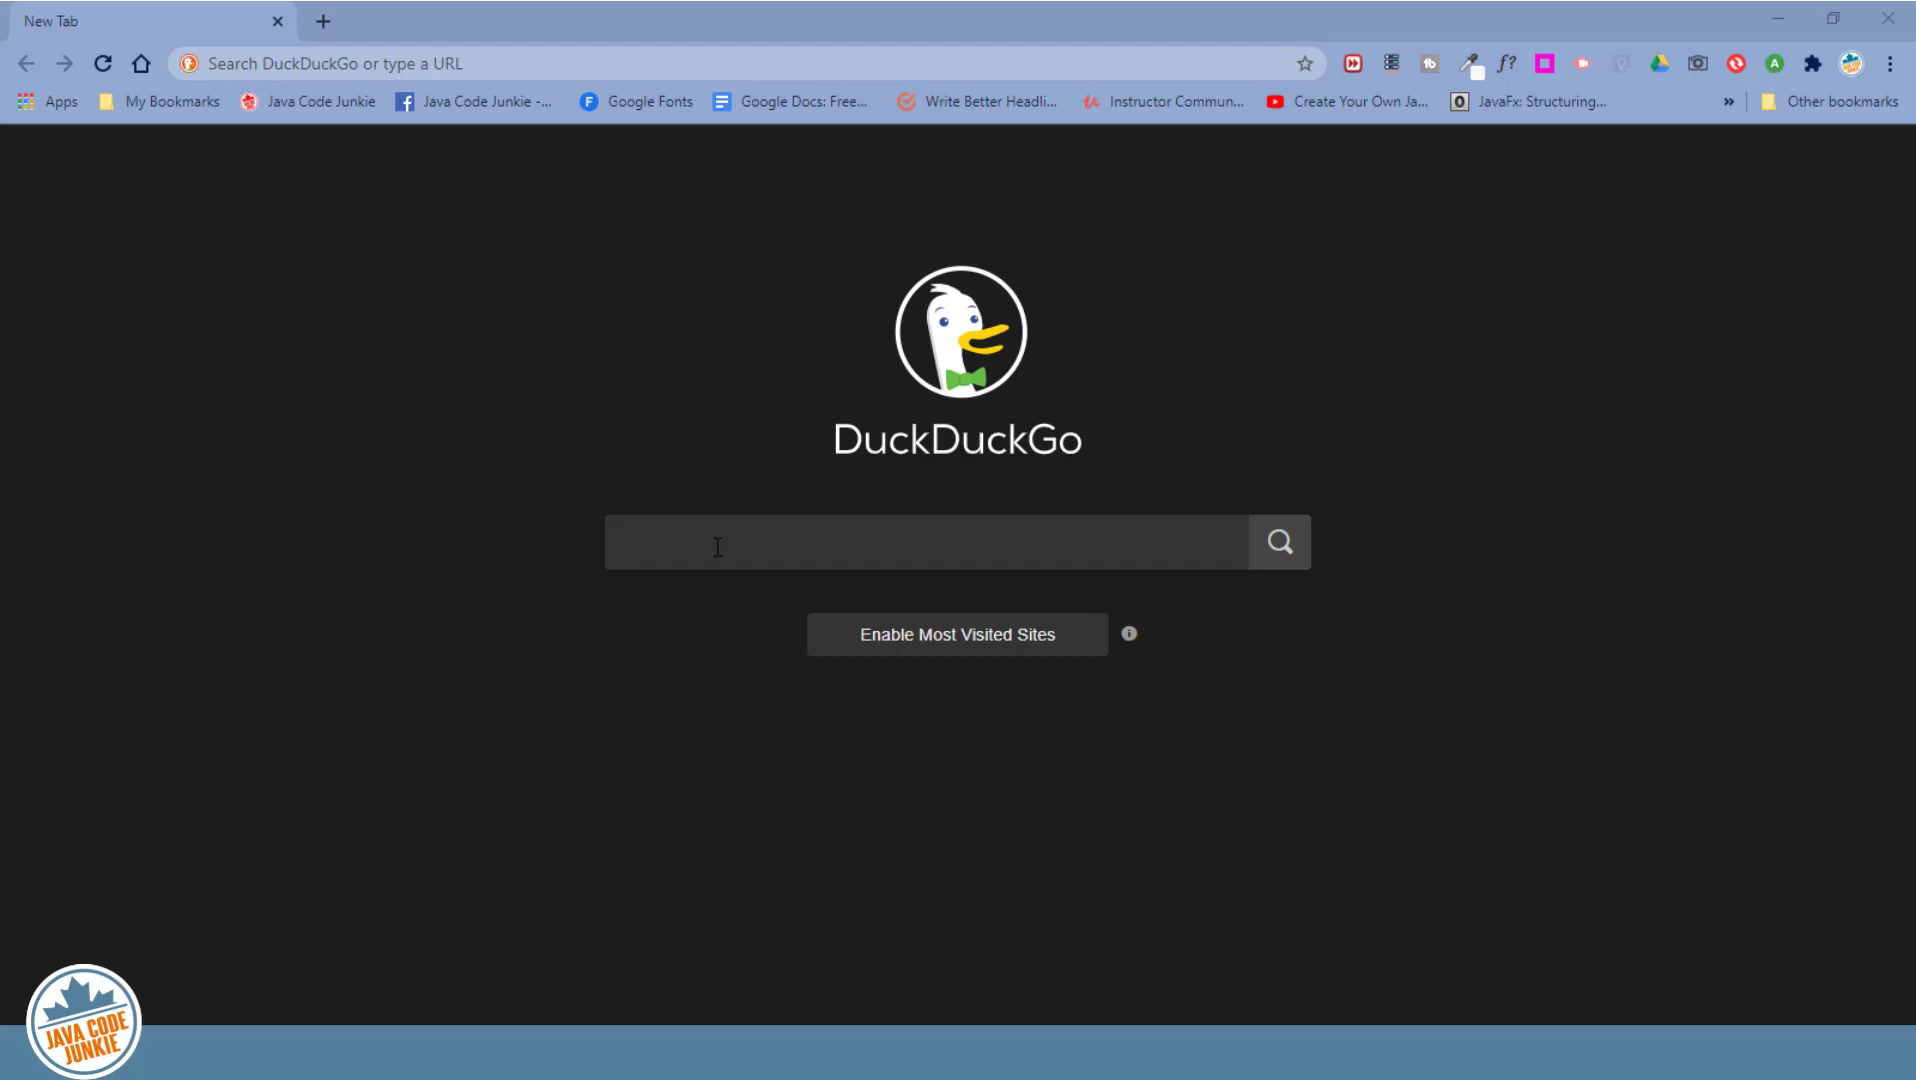 New Tab
Search DuckDuckGo or type a URL
Apps My Bookmarks Java Code Junkie Java Code Junkie -... Google Fonts Google Docs: Free... Write Better Headli... Instructor Commun... Create Your Own Ja... JavaFx: Structuring... » Other bookmarks
DuckDuckGo
Enable Most Visited Sites
JAVA CODE
JUNKIE